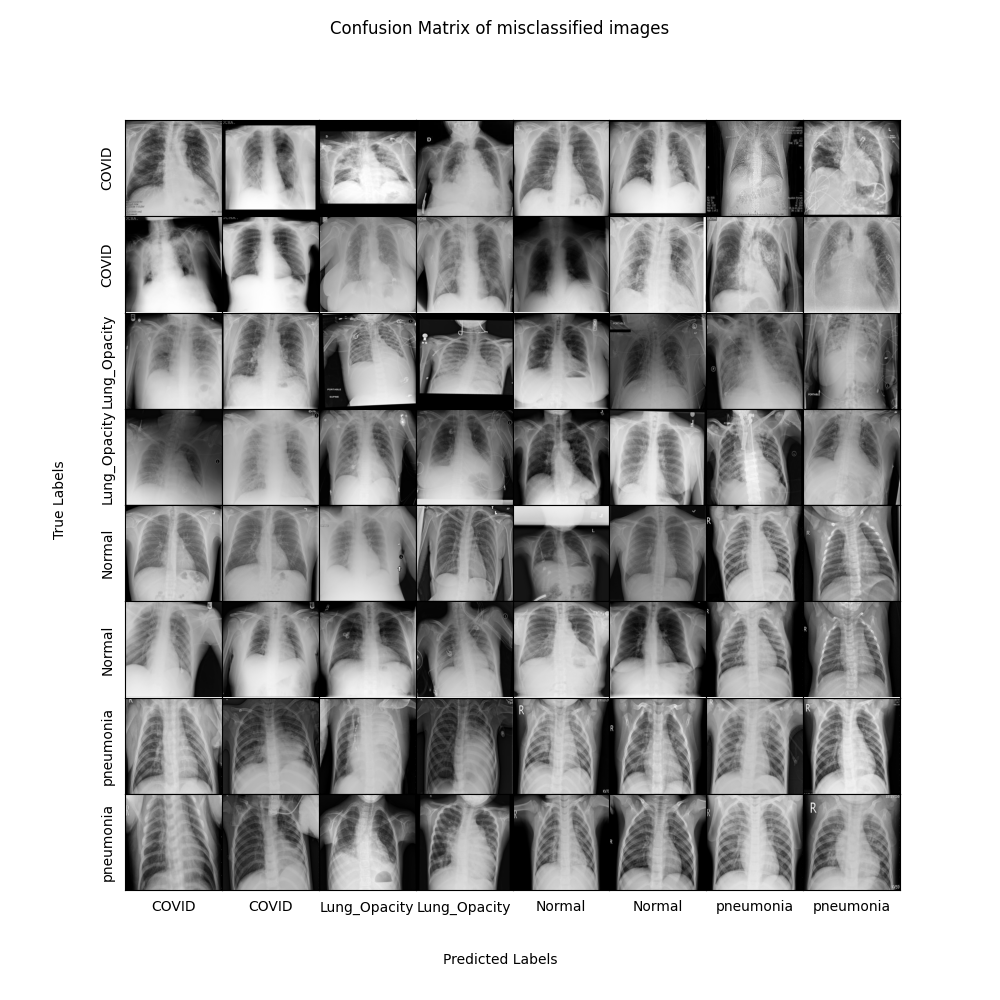 Confusion Matrix of misclassified images
True Labels
COVID
COVID
Lung_Opacity
Lung_Opacity
Normal
Normal
pneumonia
pneumonia
R
R
R
R
COVID
COVID
Lung_Opacity
Lung_Opacity
Normal
Normal
pneumonia
pneumonia
Predicted Labels